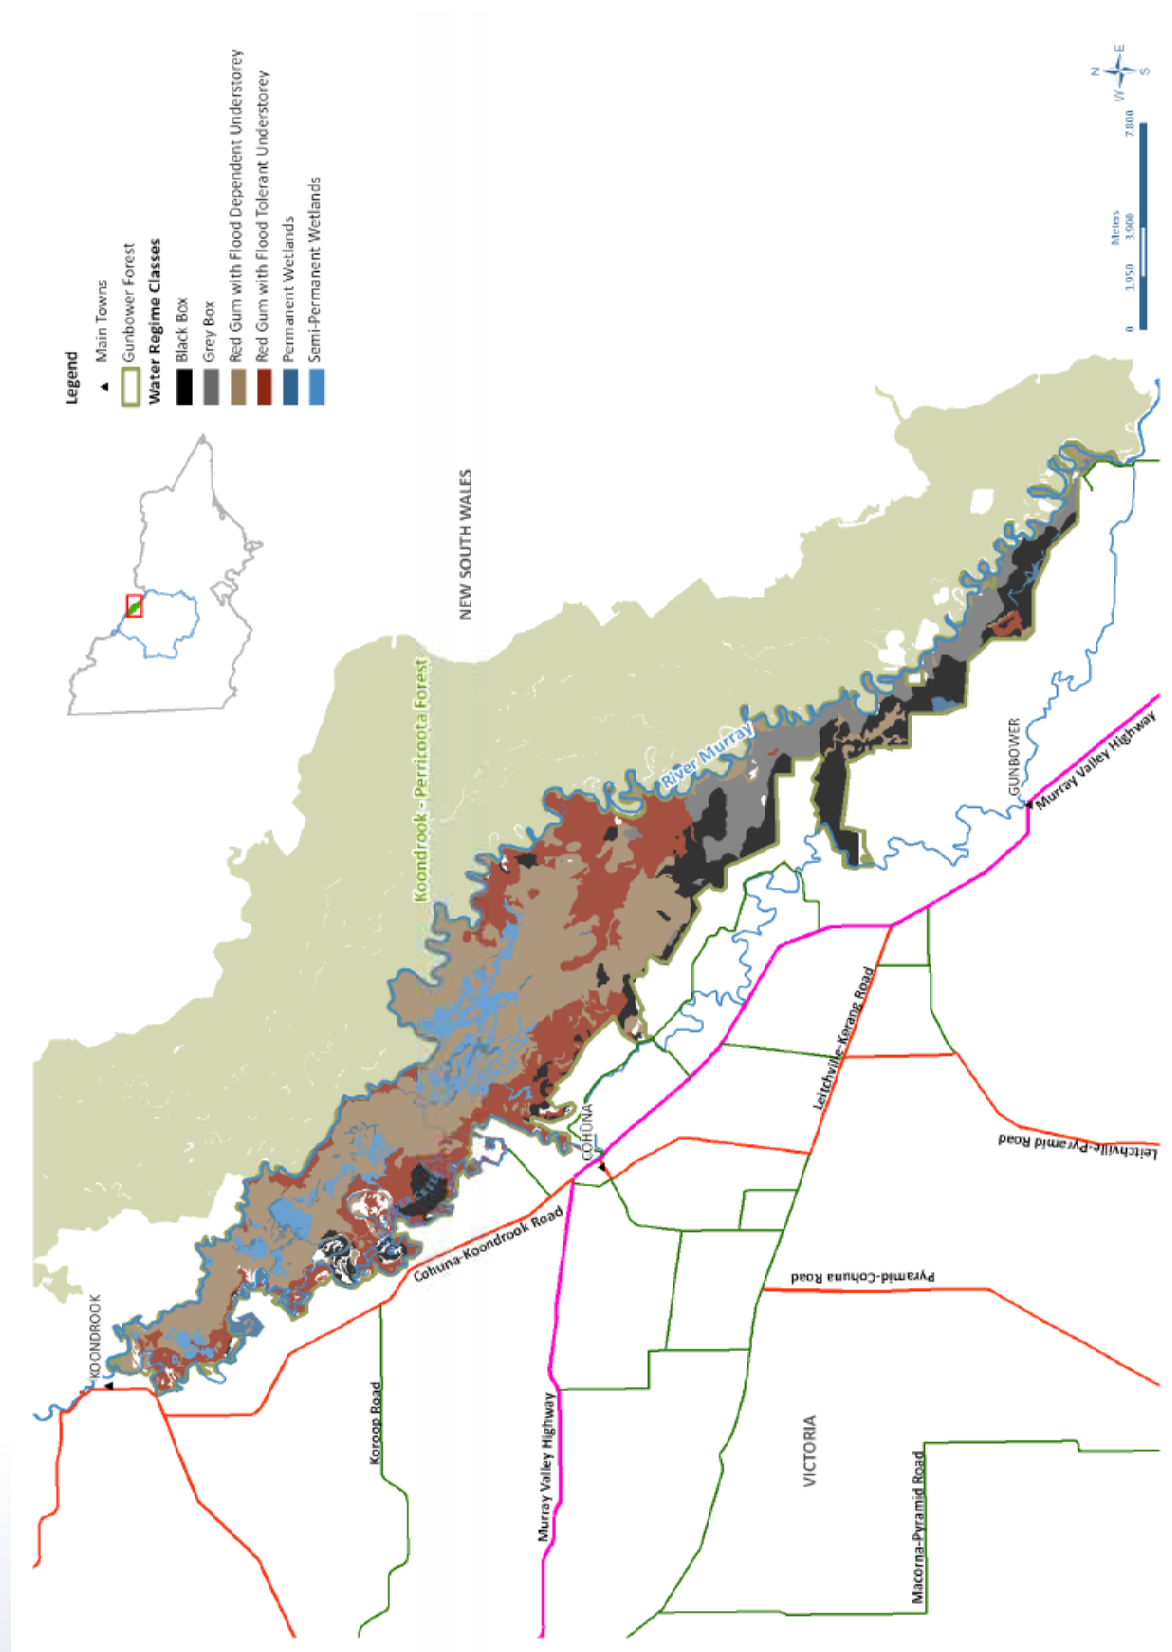 Legend
Main Towns
Gunbower Forest
Water Regime Classes
Black Box
Grey Box
Red Gum with Flood Dependent Understorey
Red Gum with Flood Tolerant Understorey
Permanent Wetlands
Semi-Permanent Wetlands
N
W E
S
Meters
0 1,950 3,900 7,800
NEW SOUTH WALES
Koondrook - Perricoota Forest
River Murray
KOONDROOK
COHUNA
GUNBOWER
Cohuna-Koondrook Road
Koroop Road
Murray Valley Highway
Murray Valley Highway
Leitchville-Kerang Road
Leitchville-Pyramid Road
Pyramid-Cohuna Road
VICTORIA
Macorna-Pyramid Road